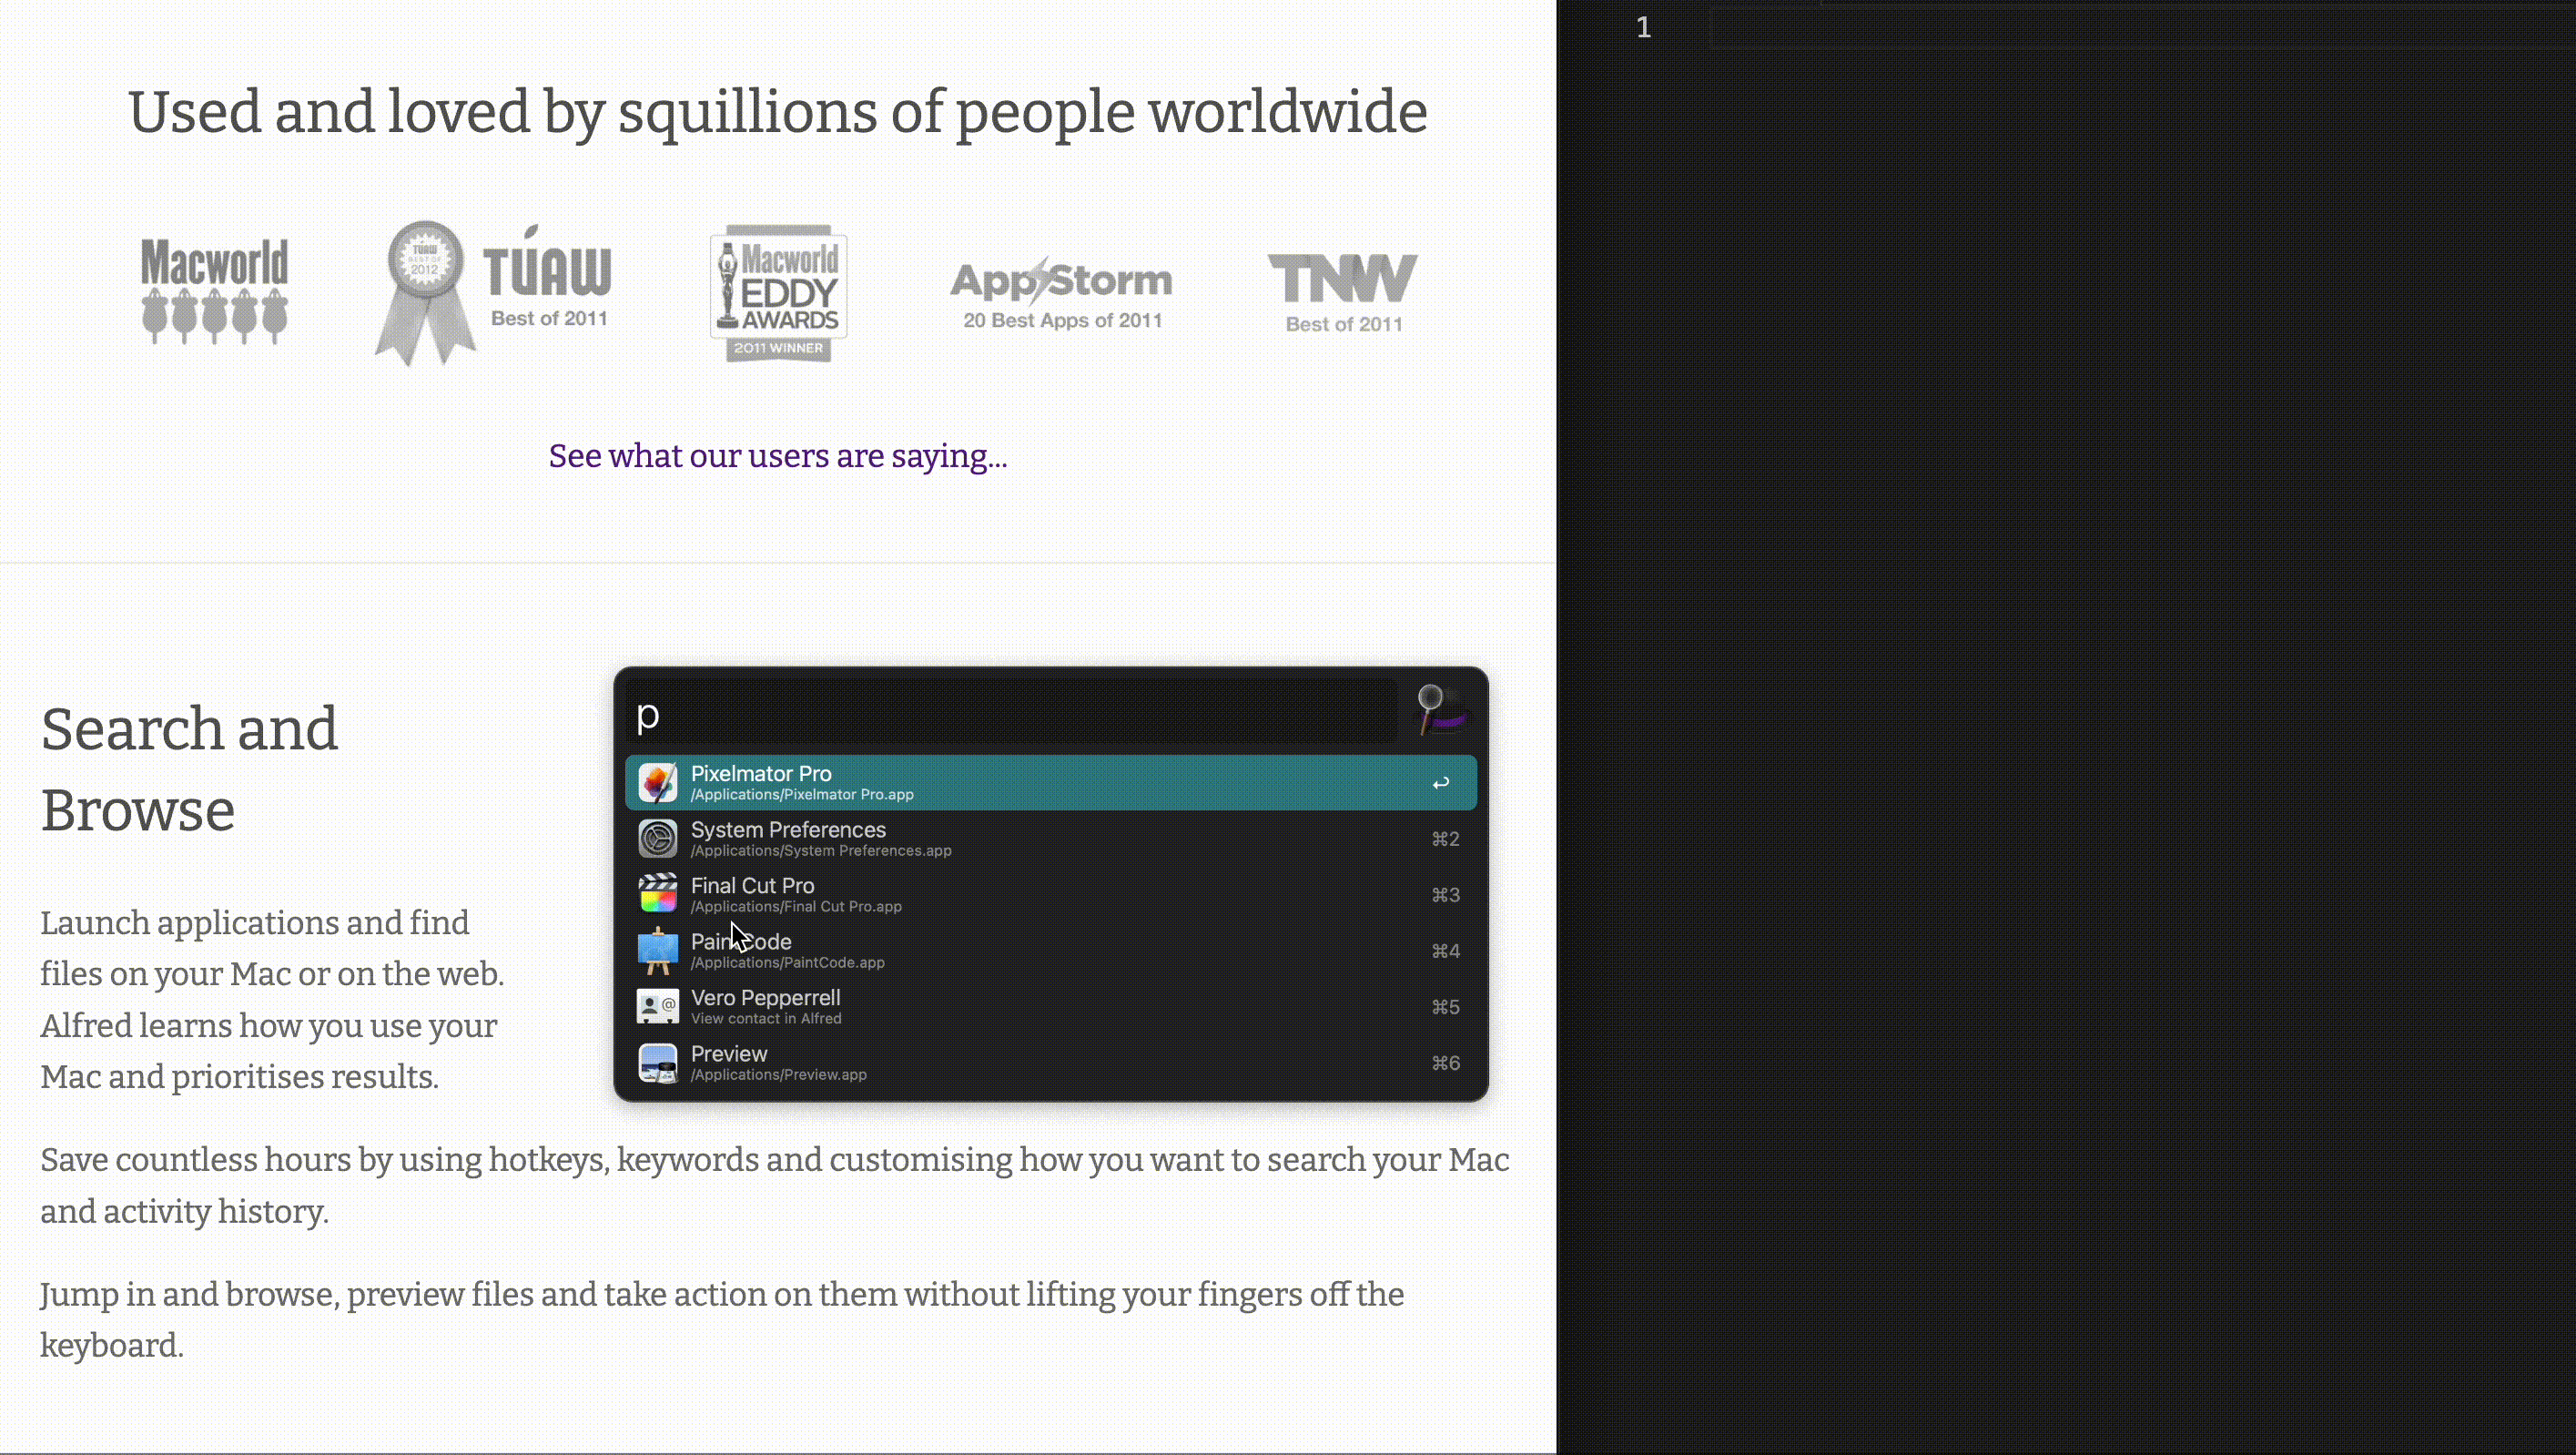 1
Used and loved by squillions of people worldwide
Macworld
TUAW
BEST OF
2012
TUAW
Best of 2011
Macworld
EDDY
AWARDS
2011 WINNER
AppStorm
20 Best Apps of 2011
TNW
Best of 2011
See what our users are saying...
Search and
Browse
Launch applications and find
files on your Mac or on the web.
Alfred learns how you use your
Mac and prioritises results.
p
Pixelmator Pro
/Applications/Pixelmator Pro.app
↩
System Preferences
/Applications/System Preferences.app
⌘2
Final Cut Pro
/Applications/Final Cut Pro.app
⌘3
PaintCode
/Applications/PaintCode.app
⌘4
Vero Pepperrell
View contact in Alfred
⌘5
Preview
/Applications/Preview.app
⌘6
Save countless hours by using hotkeys, keywords and customising how you want to search your Mac
and activity history.
Jump in and browse, preview files and take action on them without lifting your fingers off the
keyboard.